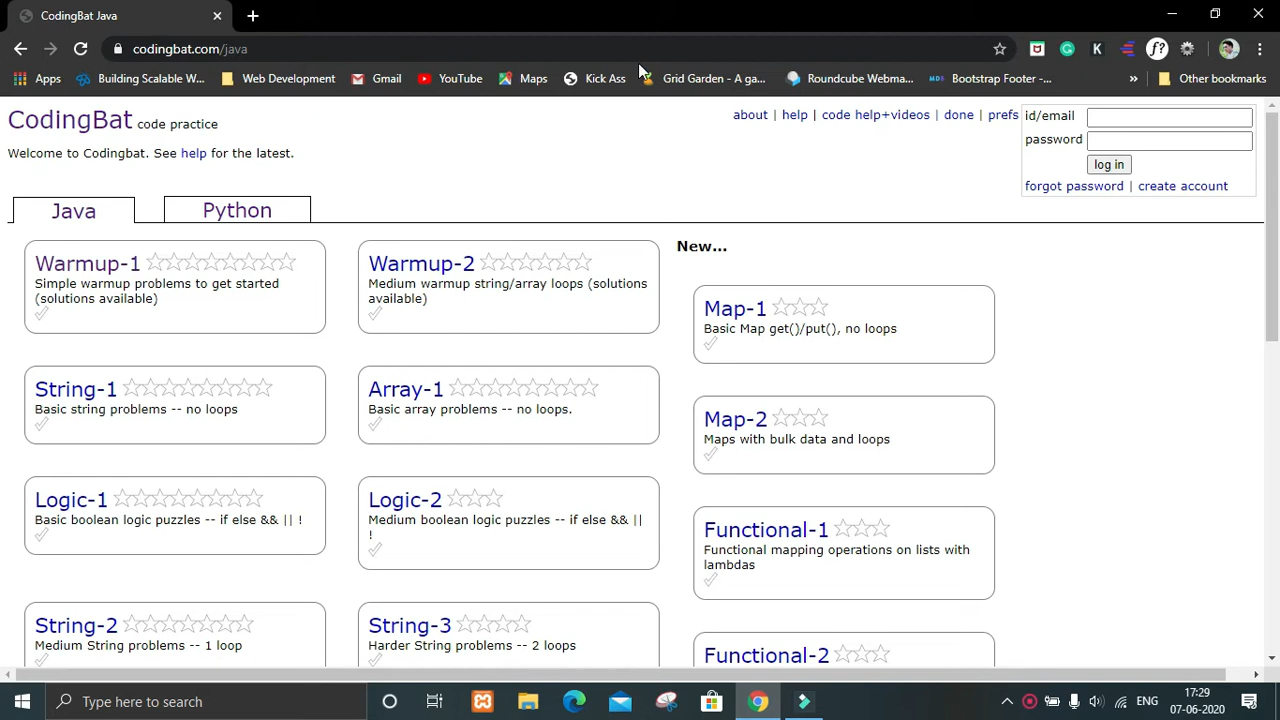 CodingBat Java
codingbat.com/java
Apps
Building Scalable W...
Web Development
Gmail
YouTube
Maps
Kick Ass
Grid Garden - A ga...
Roundcube Webma...
MDB
Bootstrap Footer -...
»
Other bookmarks
CodingBat code practice
about | help | code help+videos | done | prefs
id/email
password
log in
forgot password | create account
Welcome to Codingbat. See help for the latest.
Java
Python
Warmup-1
Simple warmup problems to get started
(solutions available)
Warmup-2
Medium warmup string/array loops (solutions
available)
New...
Map-1
Basic Map get()/put(), no loops
String-1
Basic string problems -- no loops
Array-1
Basic array problems -- no loops.
Map-2
Maps with bulk data and loops
Logic-1
Basic boolean logic puzzles -- if else && || !
Logic-2
Medium boolean logic puzzles -- if else && ||
!
Functional-1
Functional mapping operations on lists with
lambdas
String-2
Medium String problems -- 1 loop
String-3
Harder String problems -- 2 loops
Functional-2
Type here to search
ENG
17:29
07-06-2020